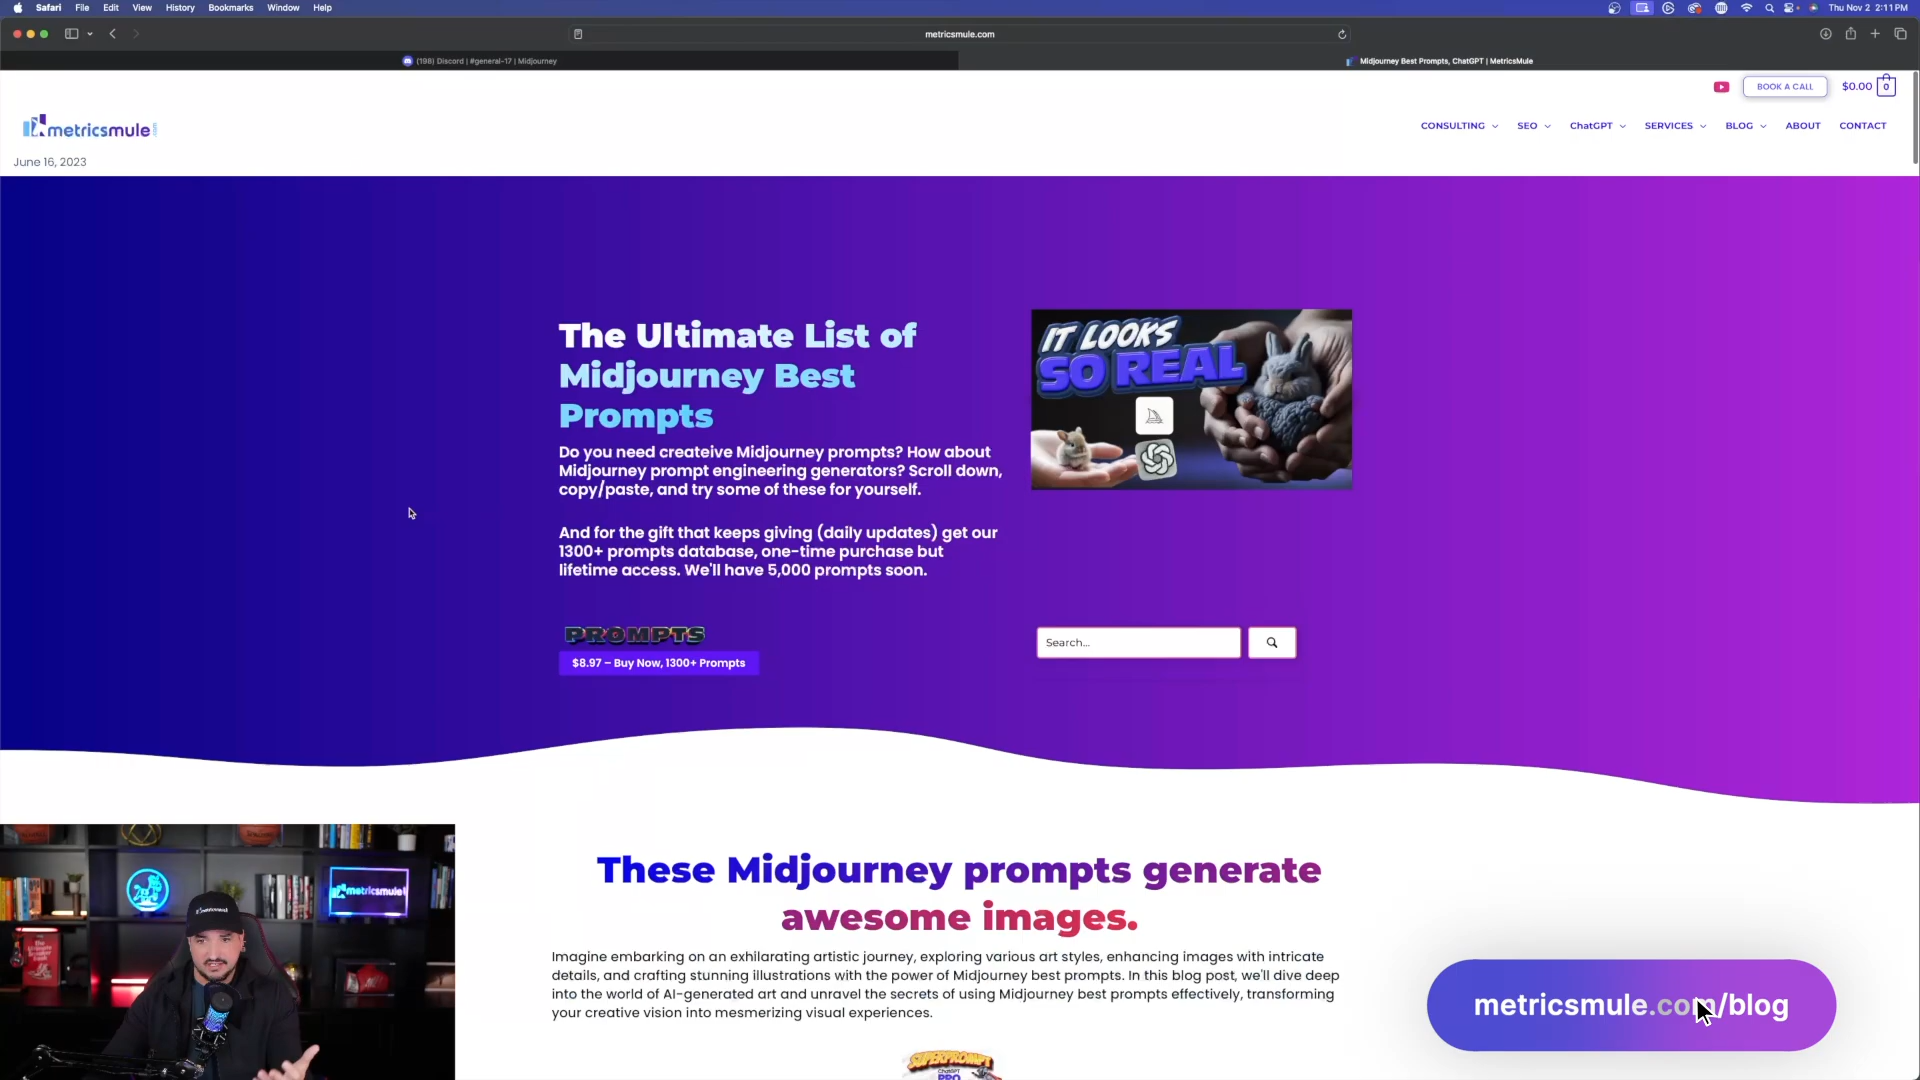 Safari File Edit View History Bookmarks Window Help
Thu Nov 2 2:11 PM
metricsmule.com
(198) Discord | #general-17 | Midjourney
Midjourney Best Prompts, ChatGPT | MetricsMule
BOOK A CALL
$0.00 0
metricsmule
CONSULTING SEO ChatGPT SERVICES BLOG ABOUT CONTACT
June 16, 2023
The Ultimate List of
Midjourney Best
Prompts
IT LOOKS
SO REAL
Do you need createive Midjourney prompts? How about
Midjourney prompt engineering generators? Scroll down,
copy/paste, and try some of these for yourself.
And for the gift that keeps giving (daily updates) get our
1300+ prompts database, one-time purchase but
lifetime access. We'll have 5,000 prompts soon.
PROMPTS
$8.97 – Buy Now, 1300+ Prompts
Search...
These Midjourney prompts generate
awesome images.
Imagine embarking on an exhilarating artistic journey, exploring various art styles, enhancing images with intricate
details, and crafting stunning illustrations with the power of Midjourney best prompts. In this blog post, we'll dive deep
into the world of AI-generated art and unravel the secrets of using Midjourney best prompts effectively, transforming
your creative vision into mesmerizing visual experiences.
metricsmule
metricsmule.com/blog
SUPERPROMPT
ChatGPT
PRO